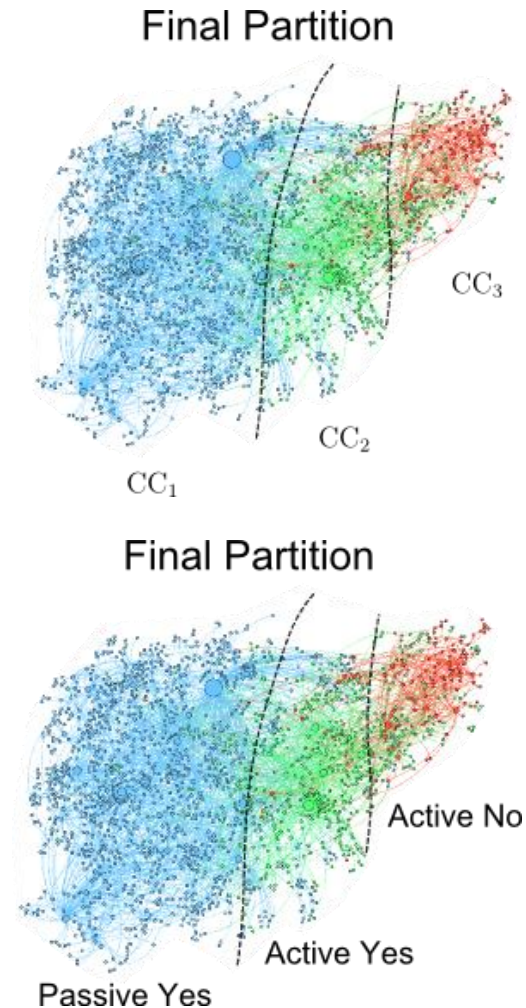 Final Partition
CC₃
CC₂
CC₁
Final Partition
Active No
Active Yes
Passive Yes